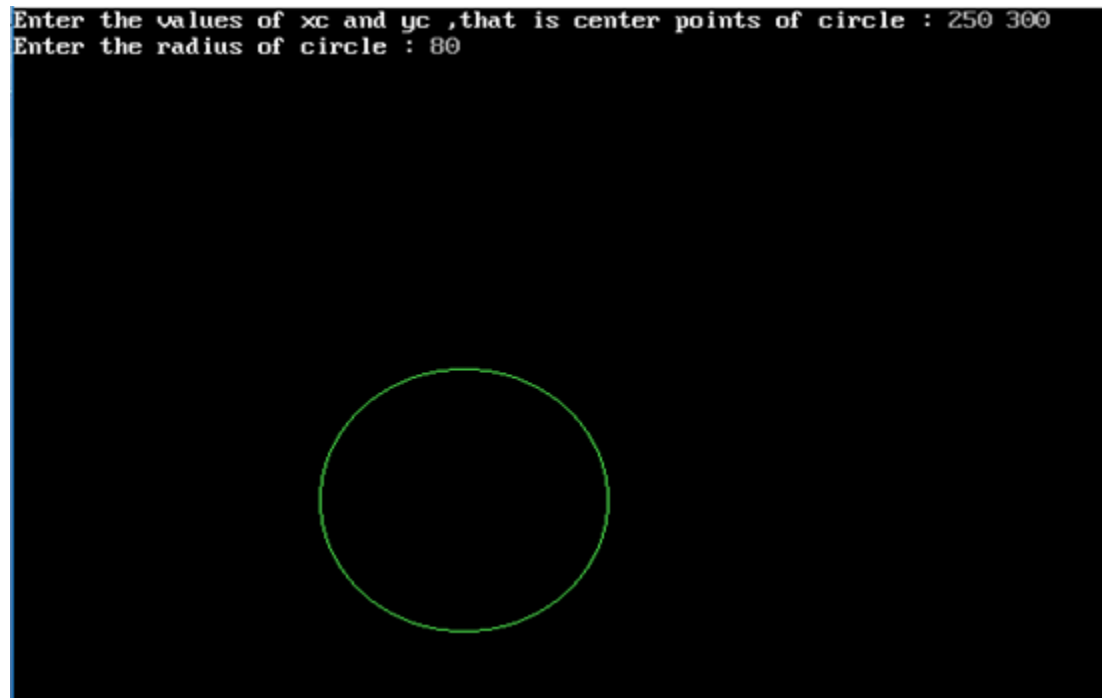 Enter the values of xc and yc ,that is center points of circle : 250 300
Enter the radius of circle : 80